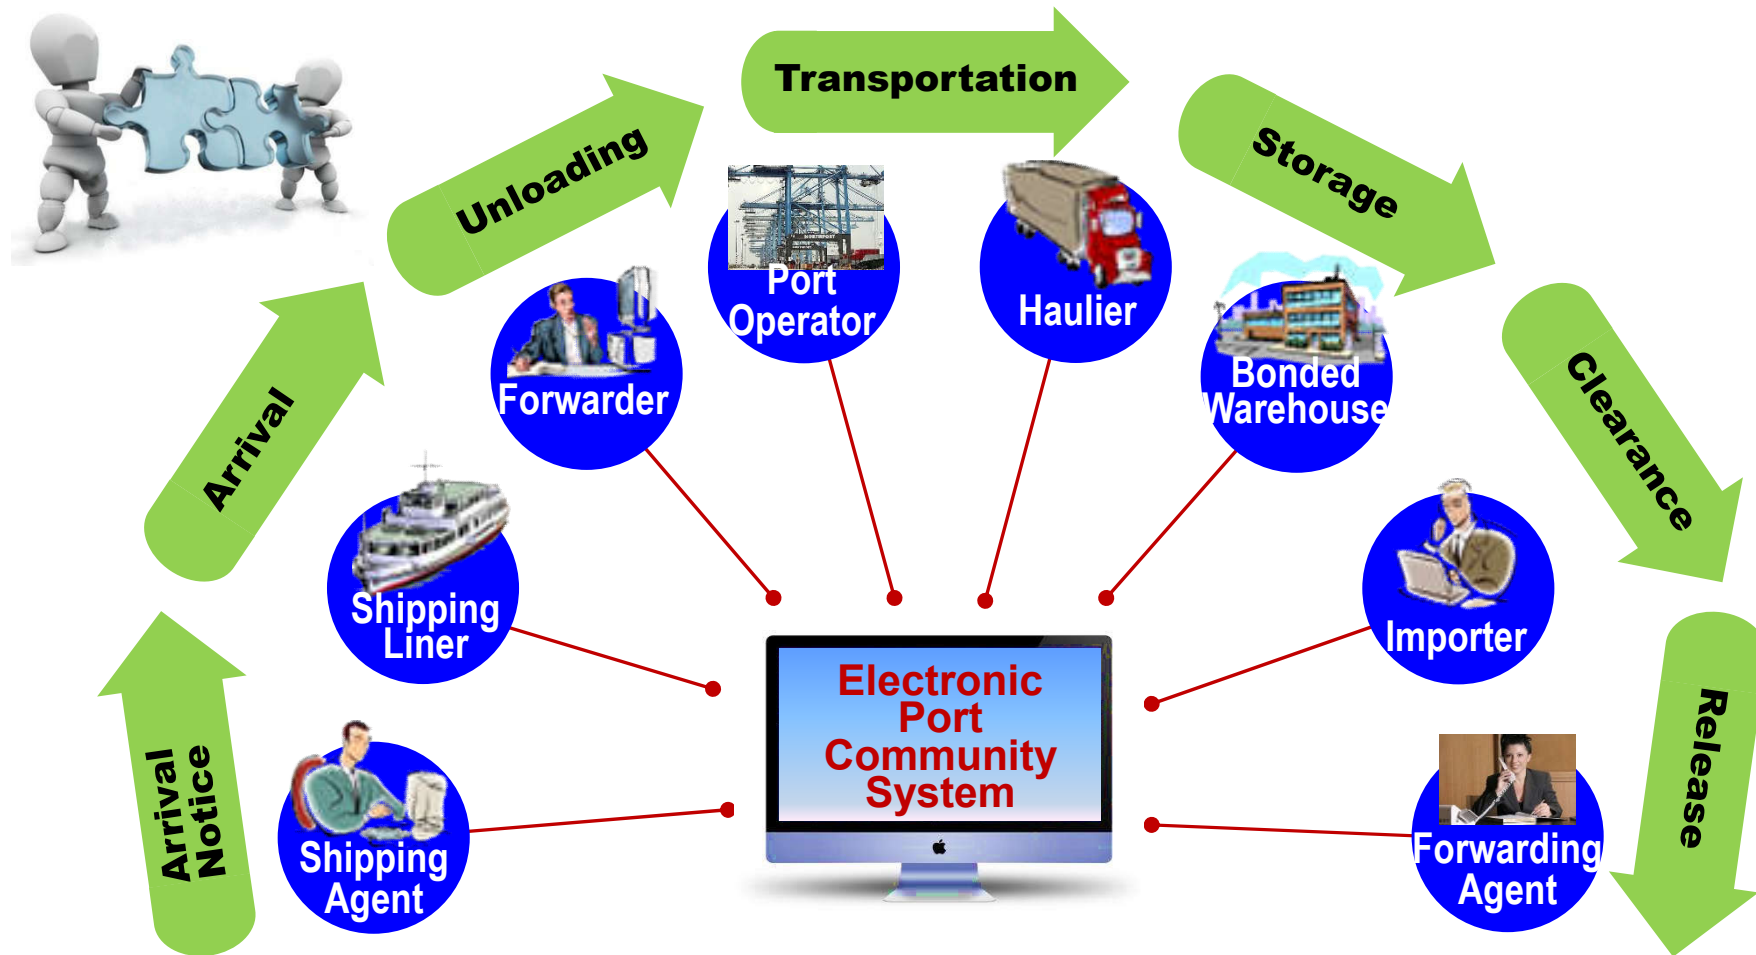 Transportation
Unloading
Storage
Arrival
Clearance
Arrival
Notice
Release
Port
Operator
Haulier
Forwarder
Bonded
Warehouse
Shipping
Liner
Importer
Shipping
Agent
Forwarding
Agent
Electronic
Port
Community
System